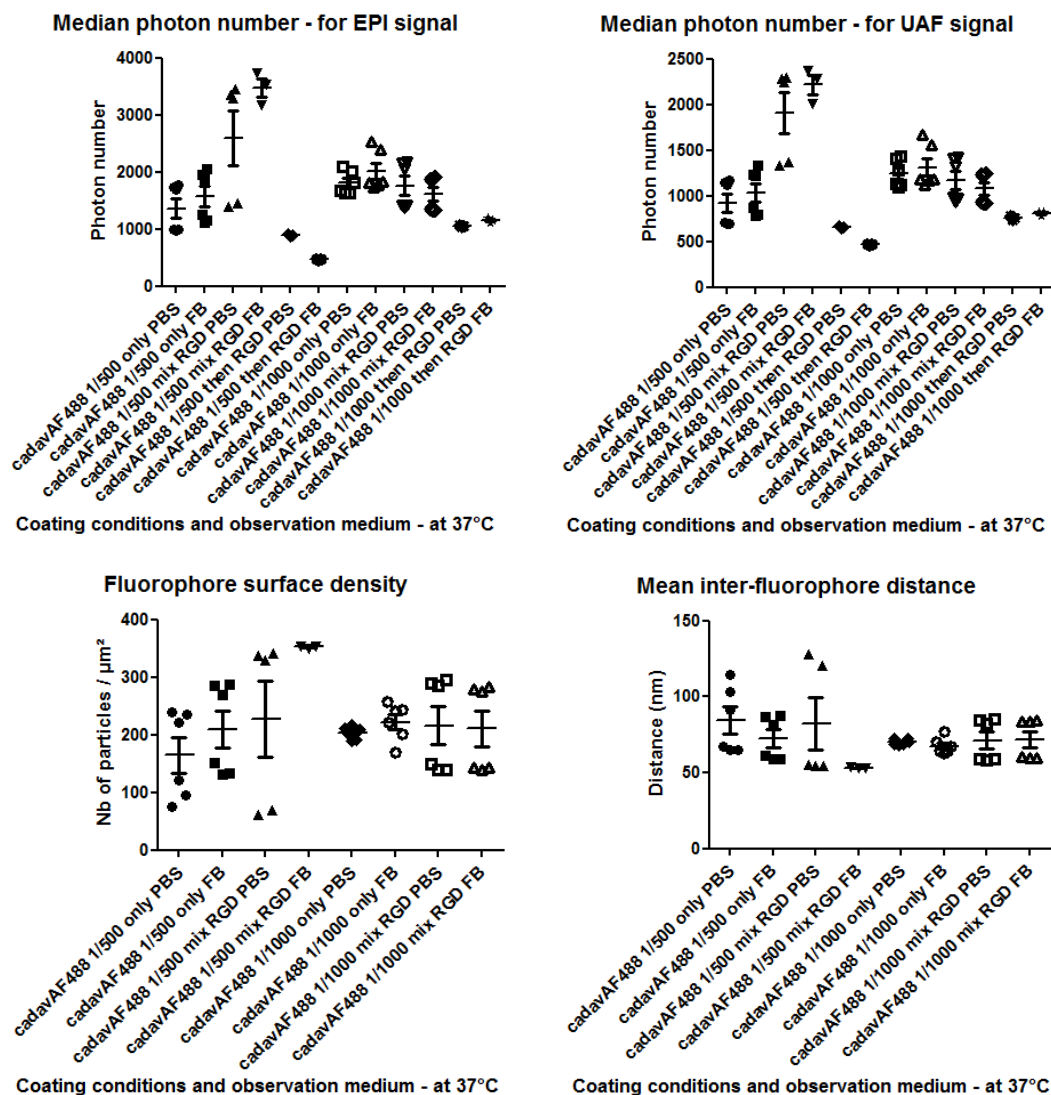 Median photon number - for EPI signal
Photon number
4000
3000
2000
1000
0
cadavAF488 1/500 only PBS
cadavAF488 1/500 only FB
cadavAF488 1/500 mix RGD PBS
cadavAF488 1/500 mix RGD FB
cadavAF488 1/500 then RGD PBS
cadavAF488 1/500 then RGD FB
cadavAF488 1/1000 only PBS
cadavAF488 1/1000 only FB
cadavAF488 1/1000 mix RGD PBS
cadavAF488 1/1000 mix RGD FB
cadavAF488 1/1000 then RGD PBS
cadavAF488 1/1000 then RGD FB
Coating conditions and observation medium - at 37°C
Median photon number - for UAF signal
Photon number
2500
2000
1500
1000
500
0
cadavAF488 1/500 only PBS
cadavAF488 1/500 only FB
cadavAF488 1/500 mix RGD PBS
cadavAF488 1/500 mix RGD FB
cadavAF488 1/500 then RGD PBS
cadavAF488 1/500 then RGD FB
cadavAF488 1/1000 only PBS
cadavAF488 1/1000 only FB
cadavAF488 1/1000 mix RGD PBS
cadavAF488 1/1000 mix RGD FB
cadavAF488 1/1000 then RGD PBS
cadavAF488 1/1000 then RGD FB
Coating conditions and observation medium - at 37°C
Fluorophore surface density
Nb of particles / µm²
400
300
200
100
0
cadavAF488 1/500 only PBS
cadavAF488 1/500 only FB
cadavAF488 1/500 mix RGD PBS
cadavAF488 1/500 mix RGD FB
cadavAF488 1/1000 only PBS
cadavAF488 1/1000 only FB
cadavAF488 1/1000 mix RGD PBS
cadavAF488 1/1000 mix RGD FB
Coating conditions and observation medium - at 37°C
Mean inter-fluorophore distance
Distance (nm)
150
100
50
0
cadavAF488 1/500 only PBS
cadavAF488 1/500 only FB
cadavAF488 1/500 mix RGD PBS
cadavAF488 1/500 mix RGD FB
cadavAF488 1/1000 only PBS
cadavAF488 1/1000 only FB
cadavAF488 1/1000 mix RGD PBS
cadavAF488 1/1000 mix RGD FB
Coating conditions and observation medium - at 37°C